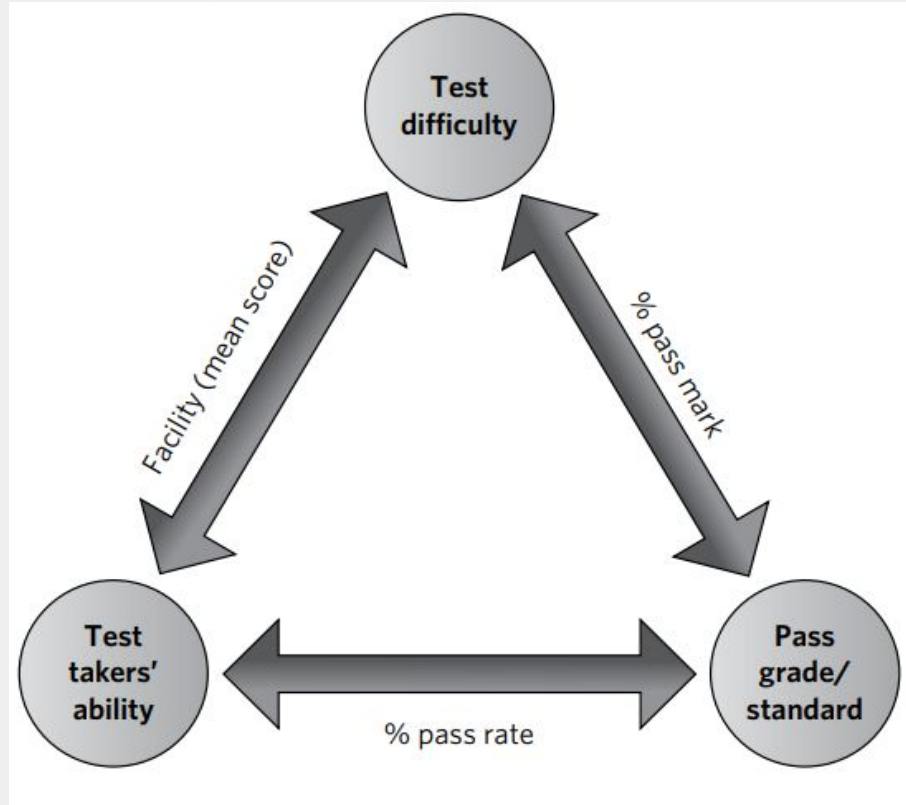 Test
difficulty
Facility (mean score)
% pass mark
Test
takers'
ability
% pass rate
Pass
grade/
standard